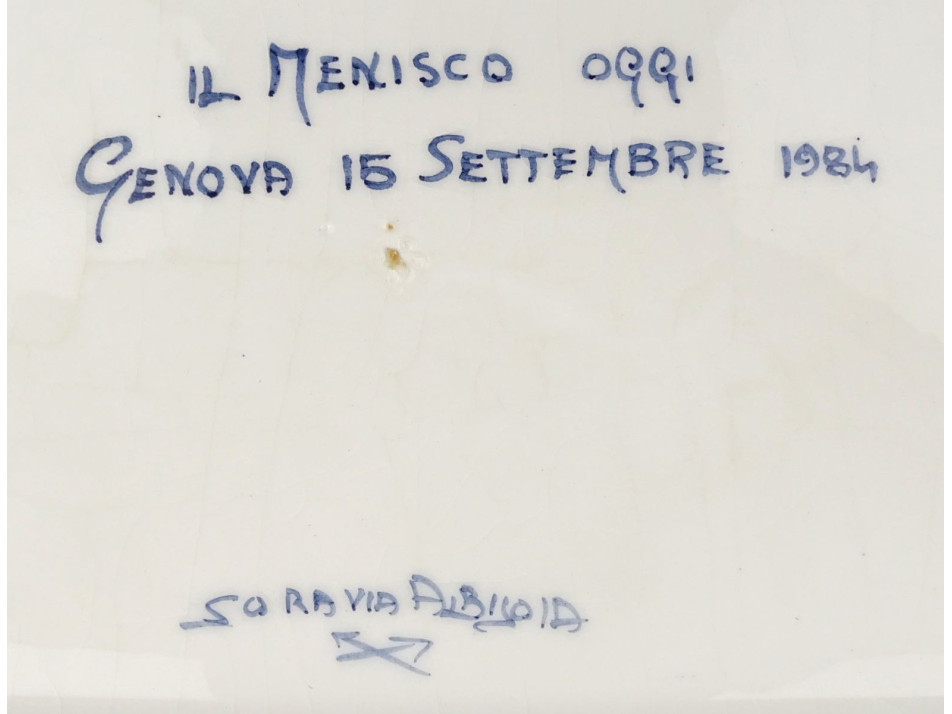 IL MENISCO OGGI
GENOVA 15 SETTEMBRE 1984
SORAVIA ALBISOLA